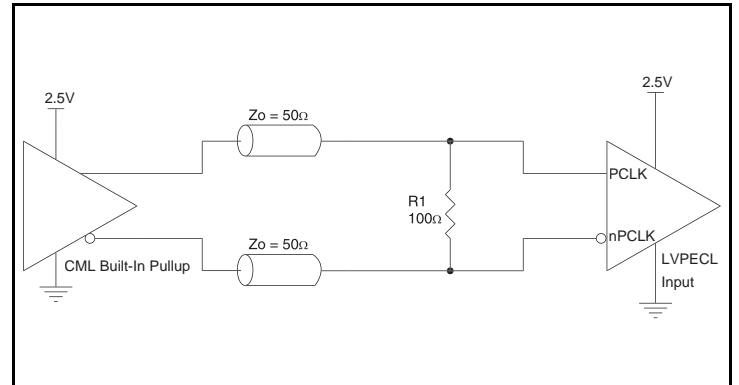 2.5V
2.5V
Zo = 50Ω
PCLK
R1
100Ω
Zo = 50Ω
nPCLK
CML Built-In Pullup
LVPECL
Input